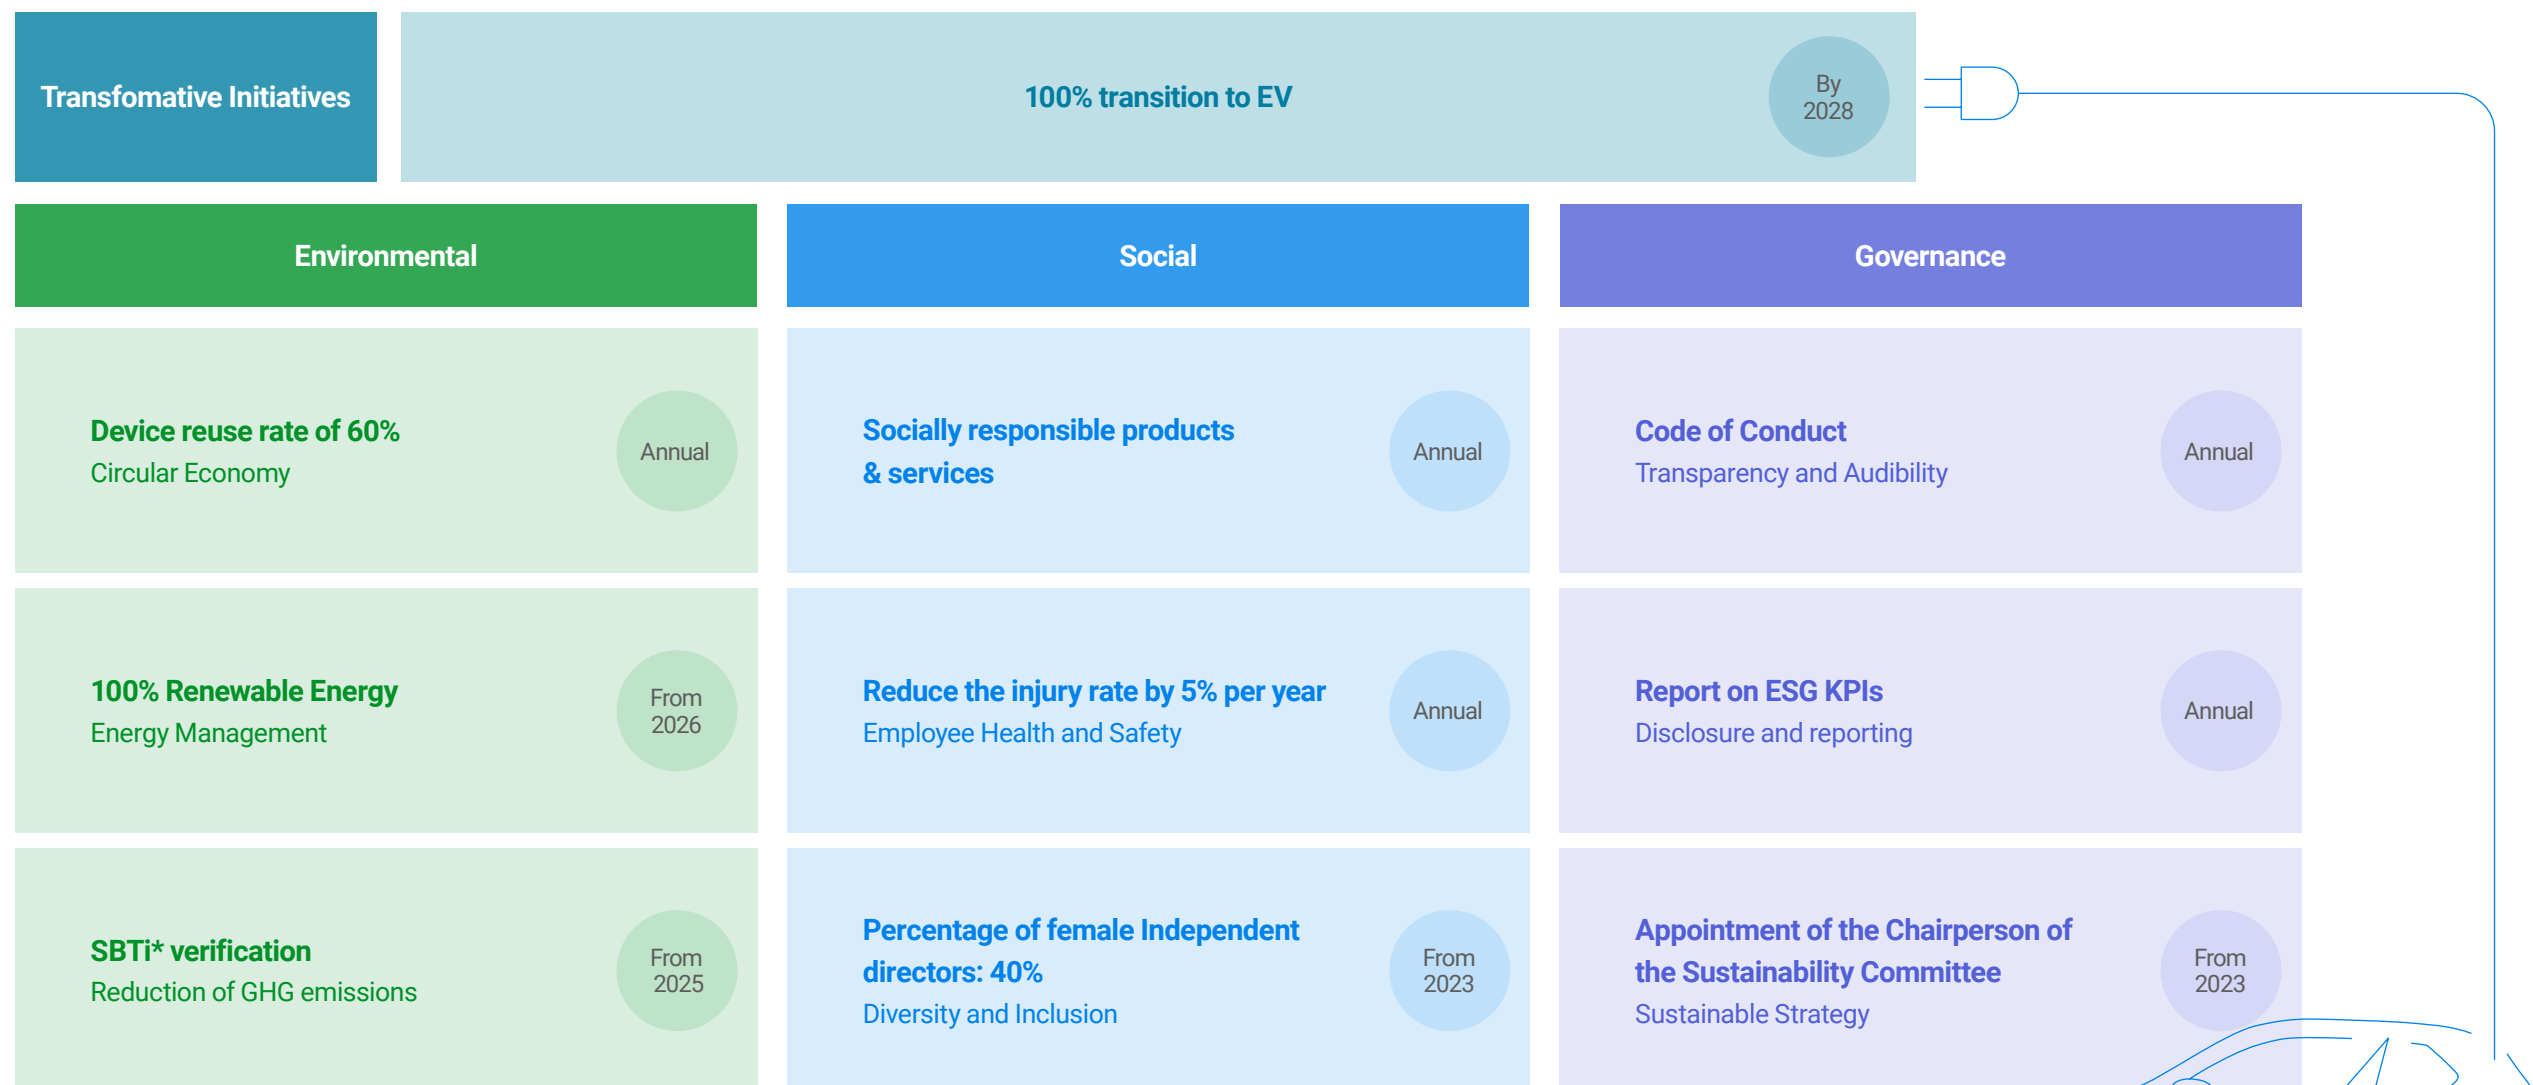 Transfomative Initiatives
100% transition to EV
By
2028
Environmental
Social
Governance
Device reuse rate of 60%
Circular Economy
Annual
Socially responsible products
& services
Annual
Code of Conduct
Transparency and Audibility
Annual
100% Renewable Energy
Energy Management
From
2026
Reduce the injury rate by 5% per year
Employee Health and Safety
Annual
Report on ESG KPIs
Disclosure and reporting
Annual
SBTi* verification
Reduction of GHG emissions
From
2025
Percentage of female Independent
directors: 40%
Diversity and Inclusion
From
2023
Appointment of the Chairperson of
the Sustainability Committee
Sustainable Strategy
From
2023